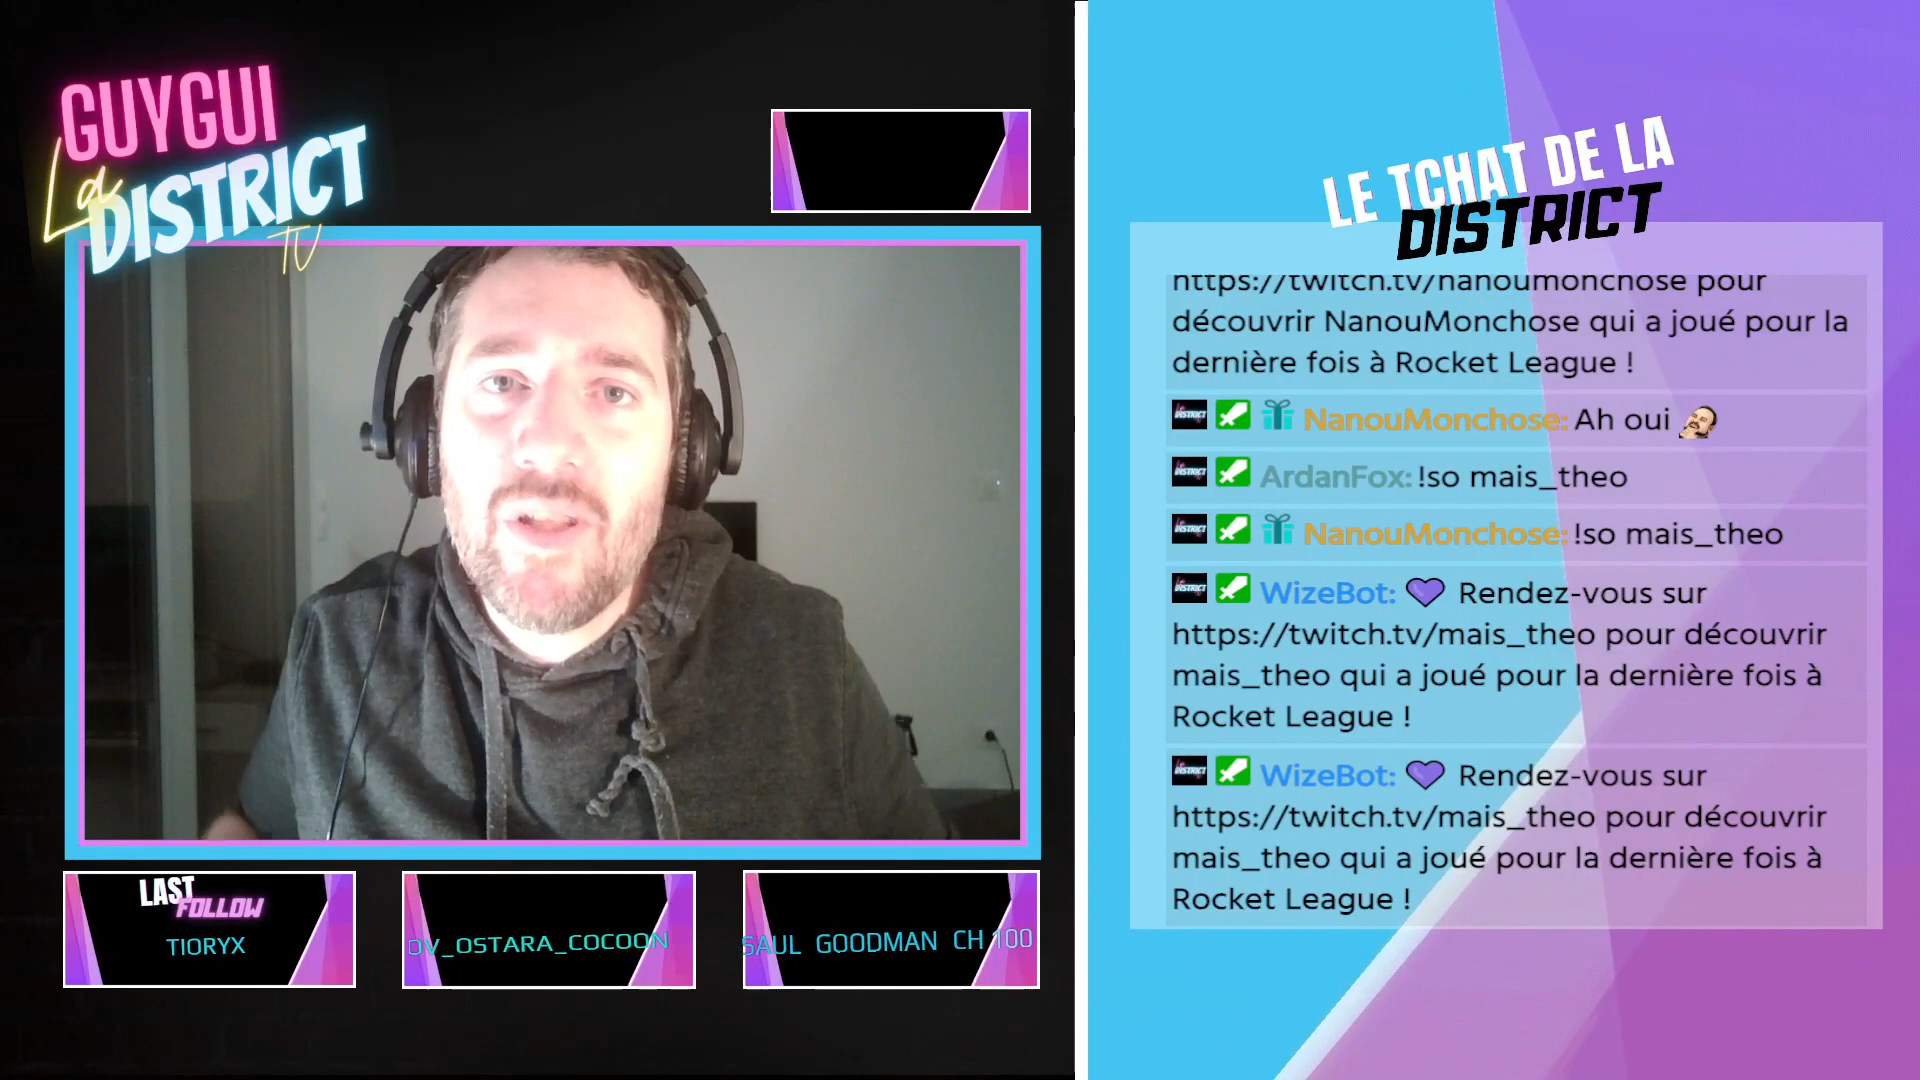 GUYGUI
La
DISTRICT
TV
LAST
FOLLOW
TIORYX
DV_OSTARA_COCOON
SAUL GOODMAN CH 100
LE TCHAT DE LA
DISTRICT
https://twitch.tv/nanoumonchose pour
découvrir NanouMonchose qui a joué pour la
dernière fois à Rocket League !
NanouMonchose: Ah oui
ArdanFox: !so mais_theo
NanouMonchose: !so mais_theo
WizeBot: 💜 Rendez-vous sur
https://twitch.tv/mais_theo pour découvrir
mais_theo qui a joué pour la dernière fois à
Rocket League !
WizeBot: 💜 Rendez-vous sur
https://twitch.tv/mais_theo pour découvrir
mais_theo qui a joué pour la dernière fois à
Rocket League !